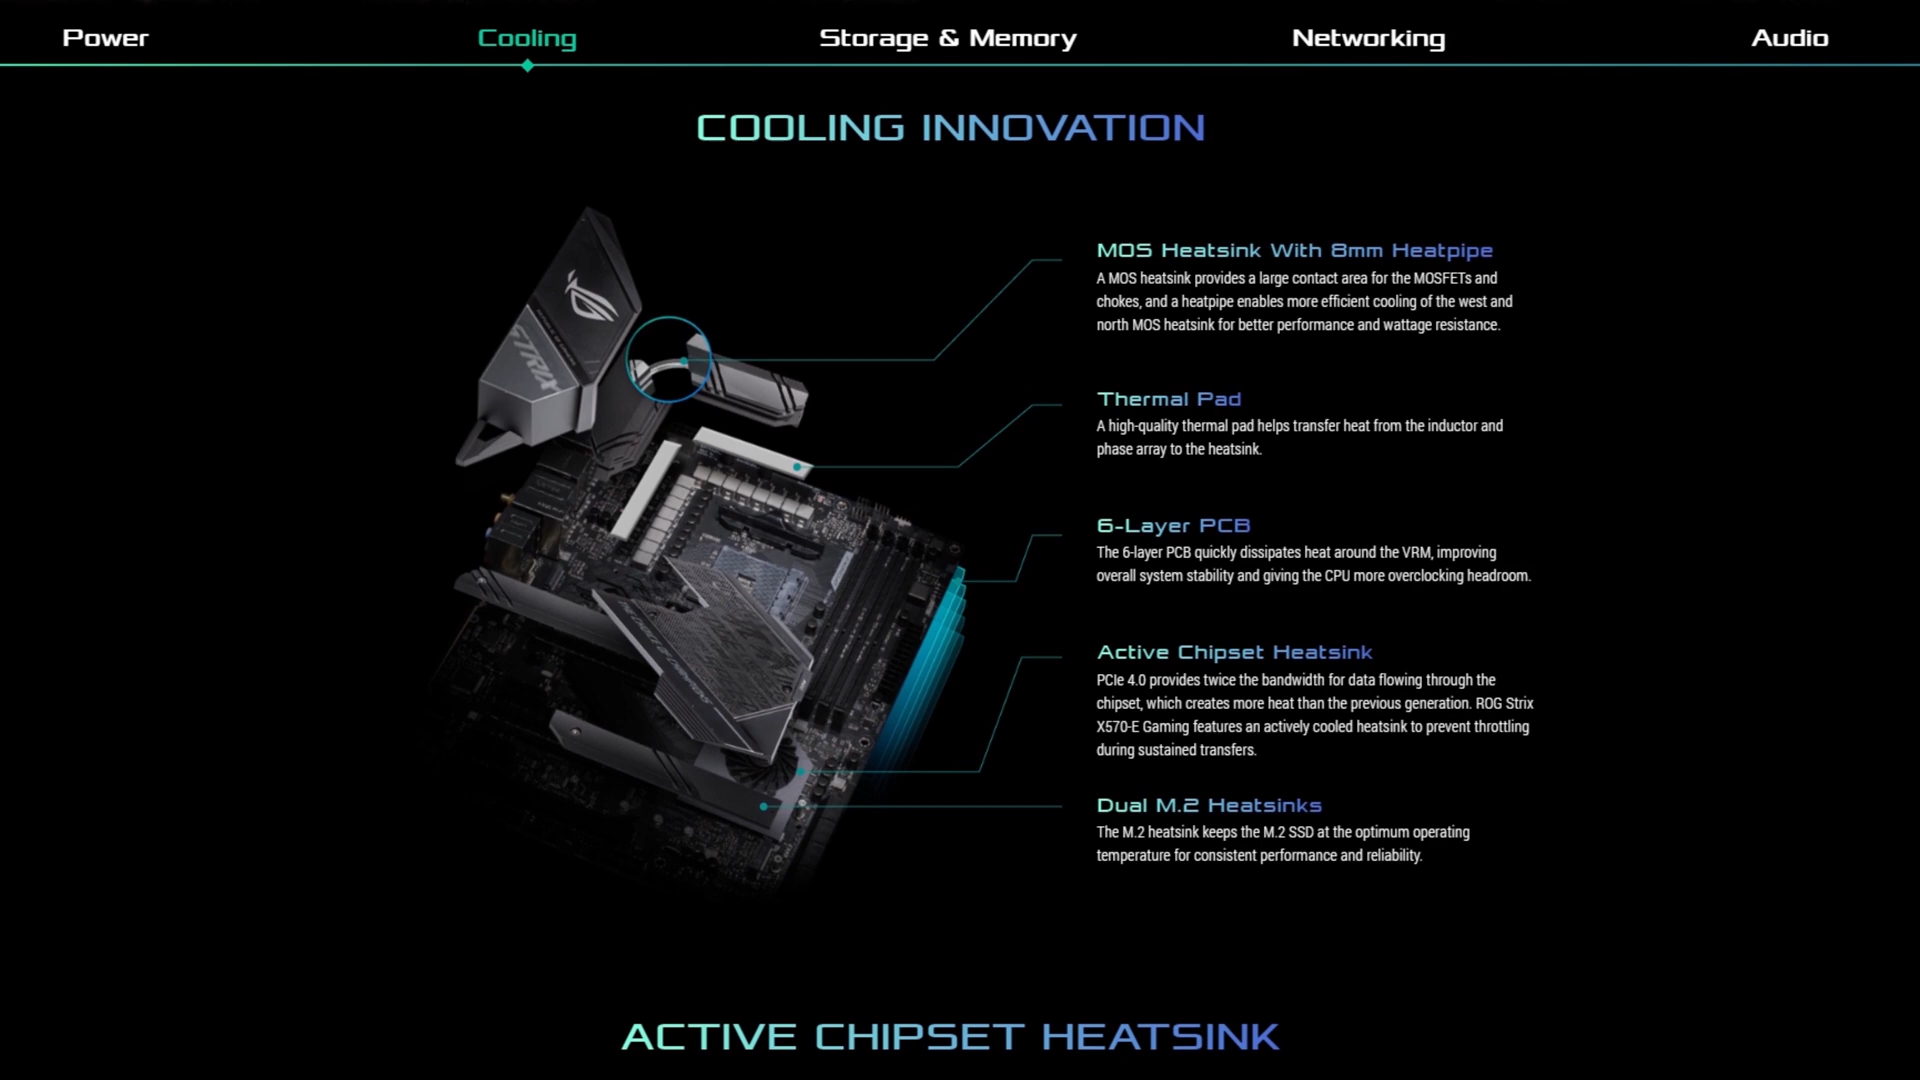 Power
Cooling
Storage & Memory
Networking
Audio
COOLING INNOVATION
MOS Heatsink With 8mm Heatpipe
A MOS heatsink provides a large contact area for the MOSFETs and
chokes, and a heatpipe enables more efficient cooling of the west and
north MOS heatsink for better performance and wattage resistance.
Thermal Pad
A high-quality thermal pad helps transfer heat from the inductor and
phase array to the heatsink.
6-Layer PCB
The 6-layer PCB quickly dissipates heat around the VRM, improving
overall system stability and giving the CPU more overclocking headroom.
Active Chipset Heatsink
PCIe 4.0 provides twice the bandwidth for data flowing through the
chipset, which creates more heat than the previous generation. ROG Strix
X570-E Gaming features an actively cooled heatsink to prevent throttling
during sustained transfers.
Dual M.2 Heatsinks
The M.2 heatsink keeps the M.2 SSD at the optimum operating
temperature for consistent performance and reliability.
STRIX
THE CHOICE OF CHAMPIONS
ACTIVE CHIPSET HEATSINK